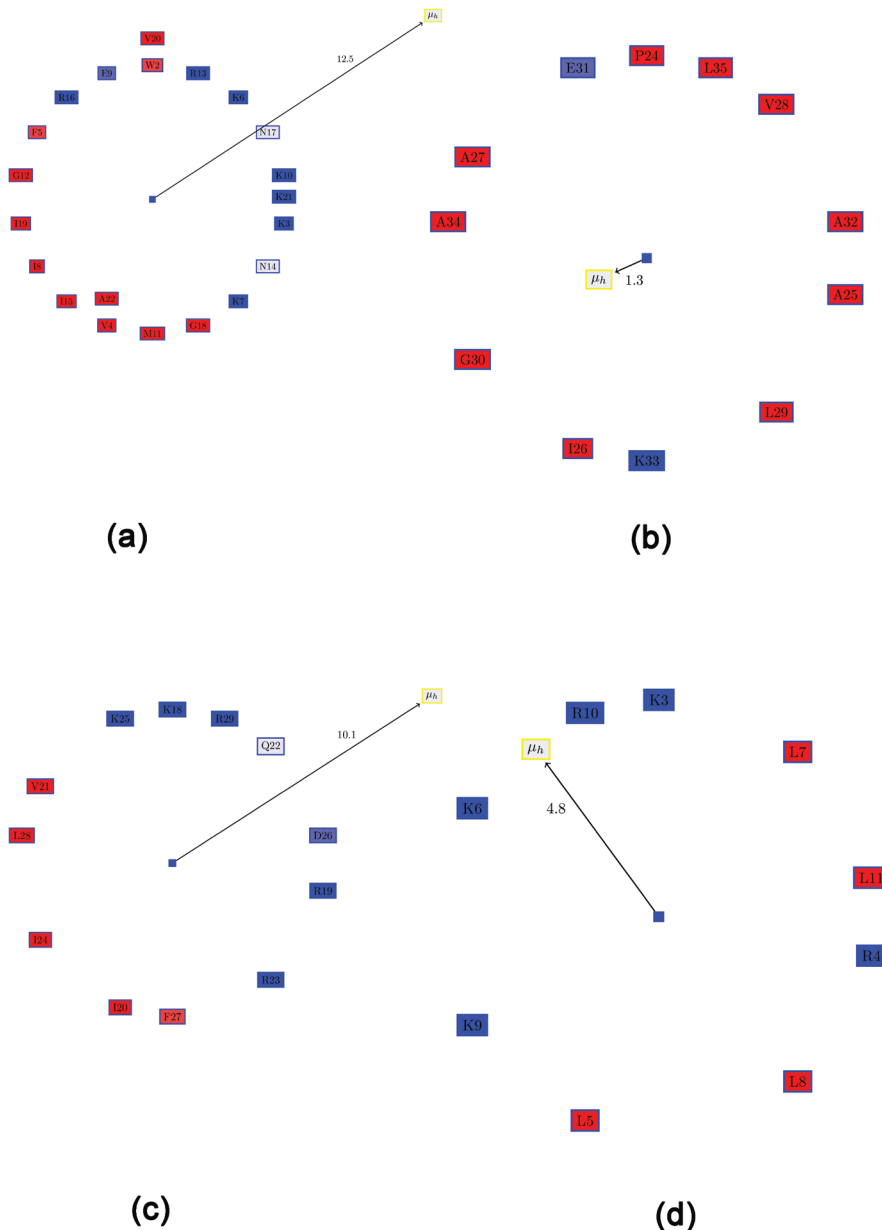 μh
V20
12.5
W2
E9
R13
R16
K6
F5
N17
G12
K10
K21
I19
K3
I8
N14
I15
A22
K7
V4
M11
G18
(a)
P24
E31
L35
V28
A27
A34
A32
μh
1.3
A25
G30
L29
I26
K33
(b)
μh
K25
K18
R29
10.1
Q22
V21
L28
D26
R19
I24
R23
I20
F27
(c)
K3
R10
μh
L7
K6
4.8
L11
R4
K9
L8
L5
(d)